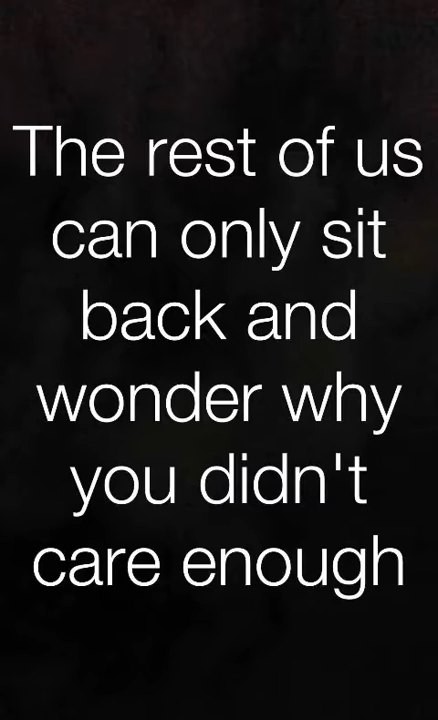 The rest of us
can only sit
back and
wonder why
you didn't
care enough